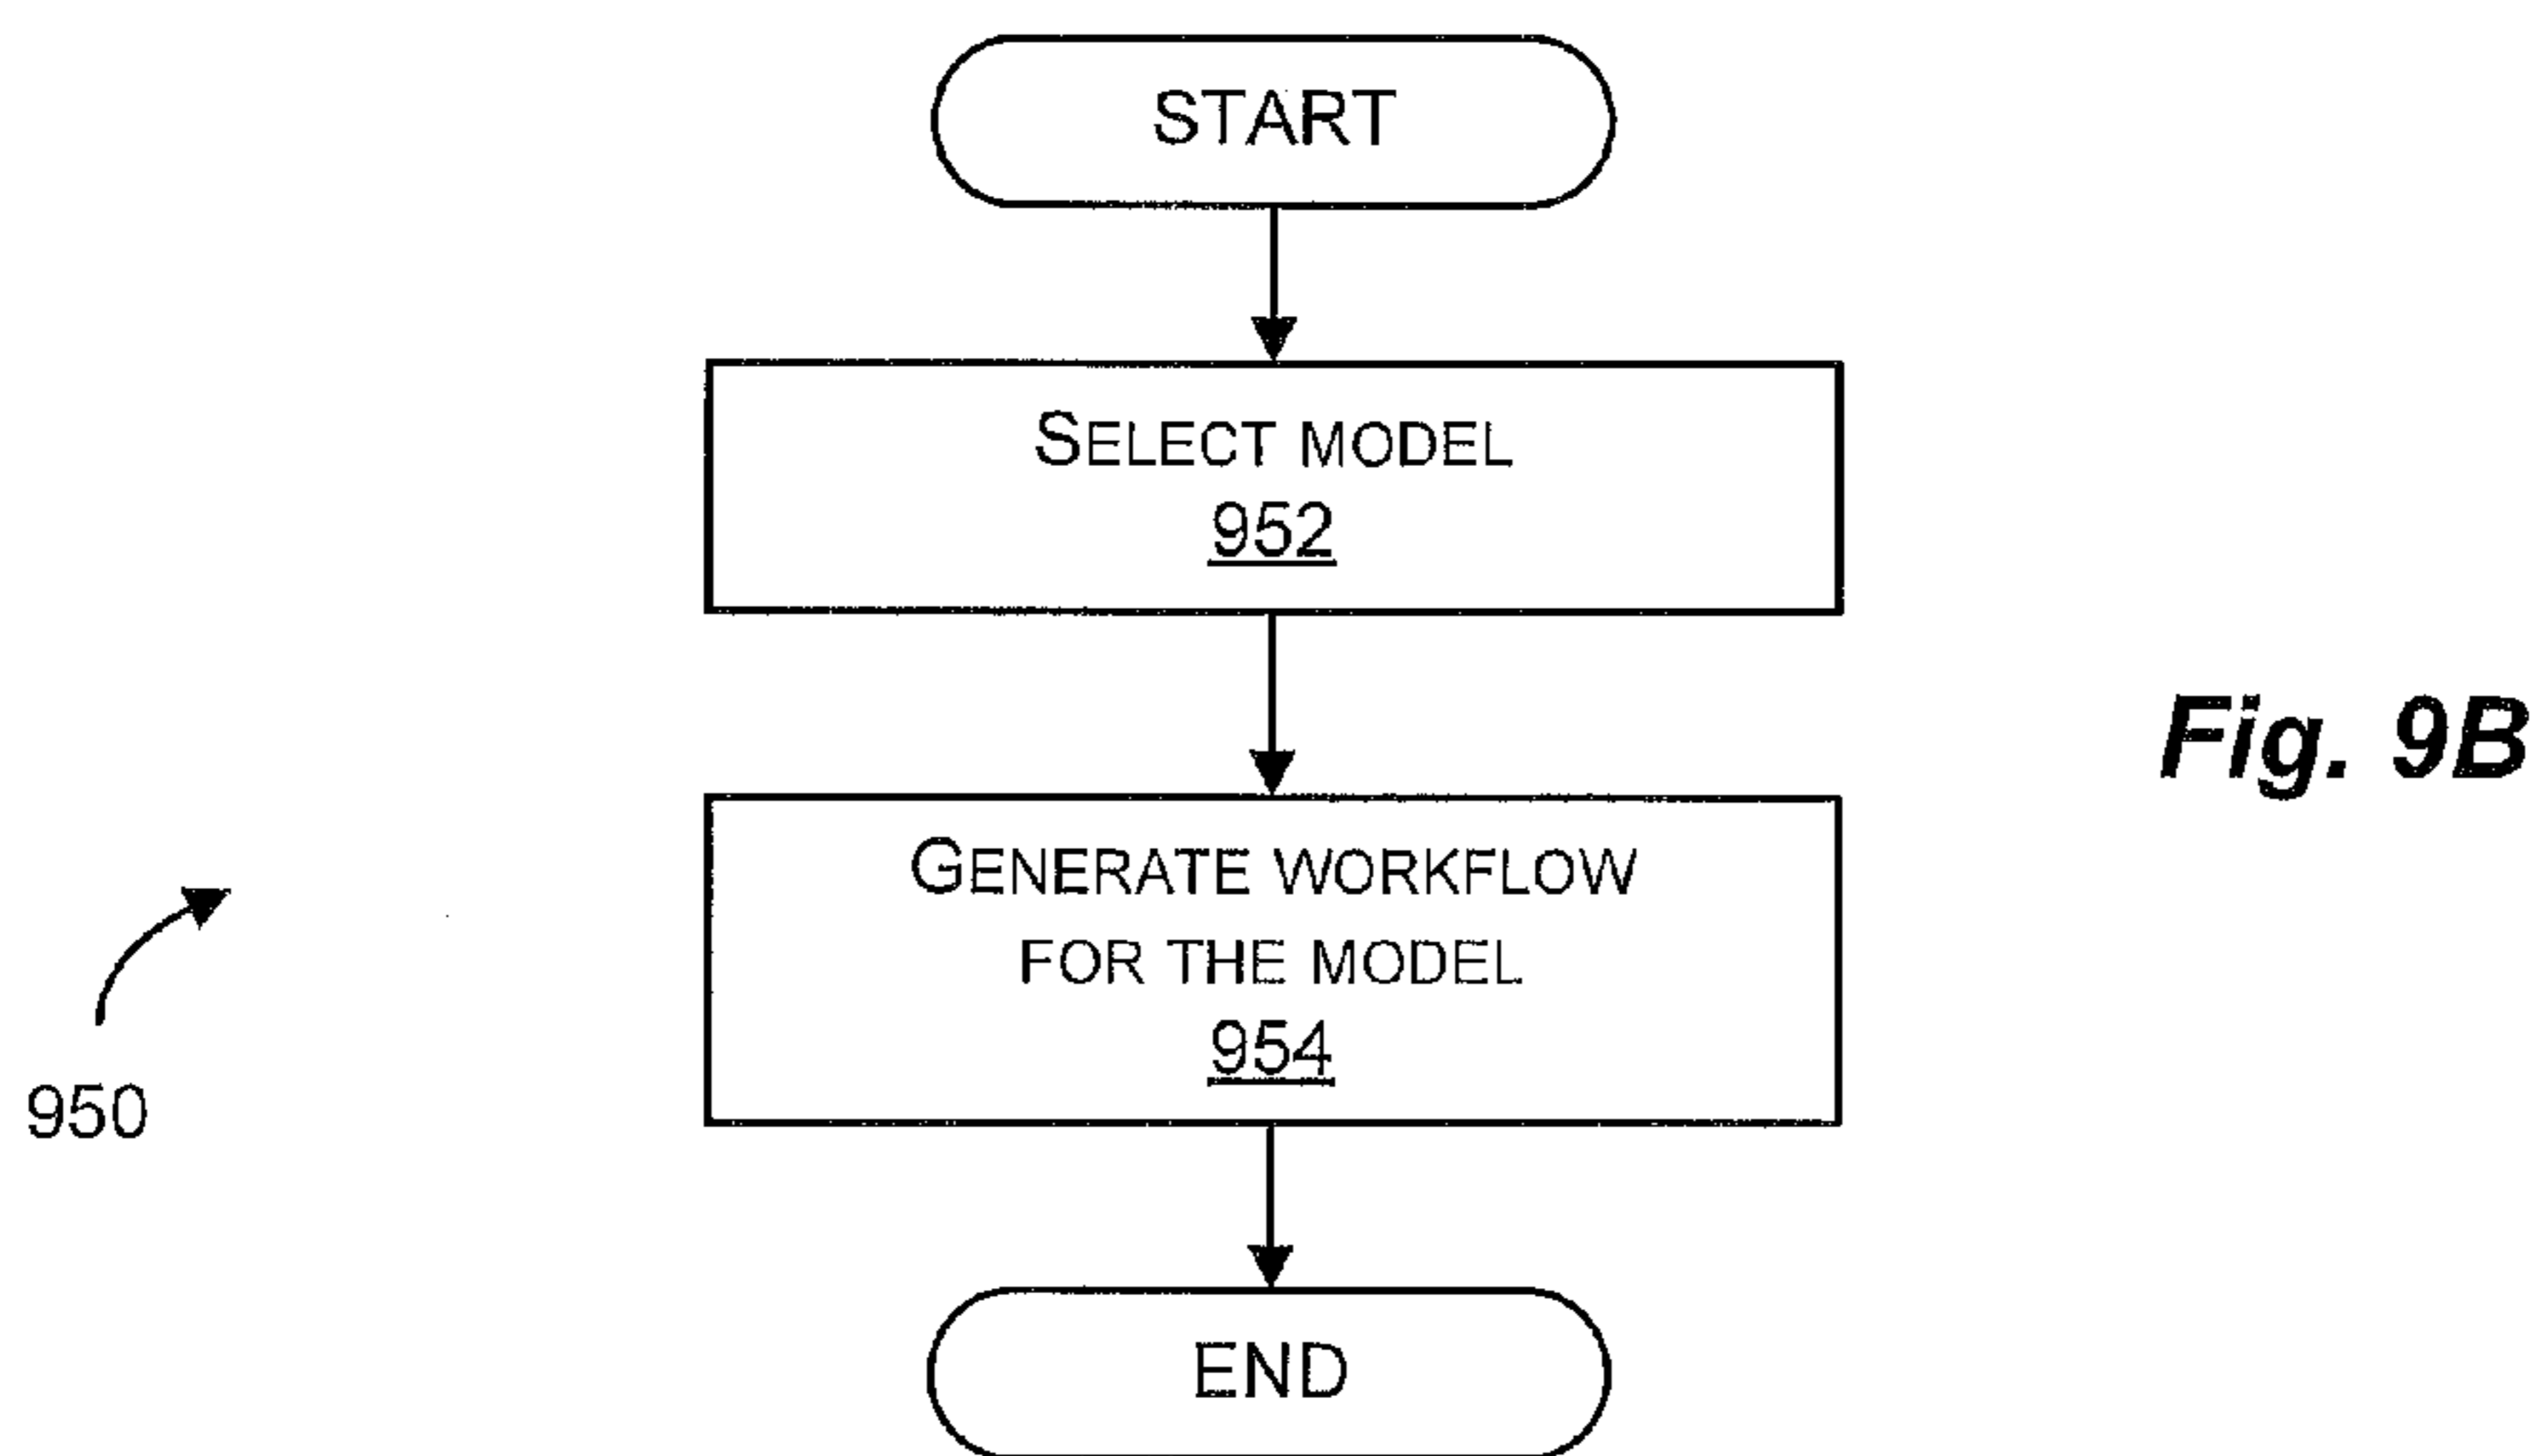 START
SELECT MODEL
952
Fig. 9B
GENERATE WORKFLOW
FOR THE MODEL
954
950
END